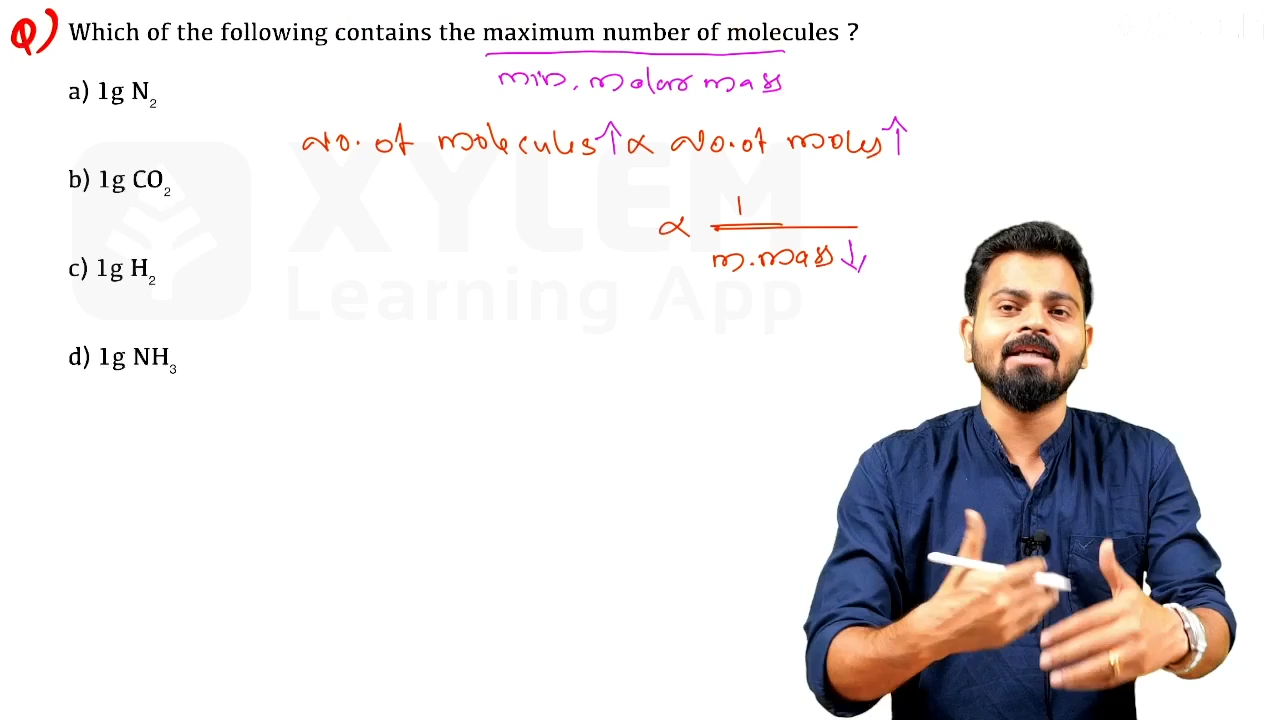 Q) Which of the following contains the maximum number of molecules ?
min. molar mass
a) 1g N₂
No. of molecules↑ ∝ No. of moles↑
b) 1g CO₂
XYLEM
∝ 1 / m.mass↓
c) 1g H₂
Learning App
d) 1g NH₃